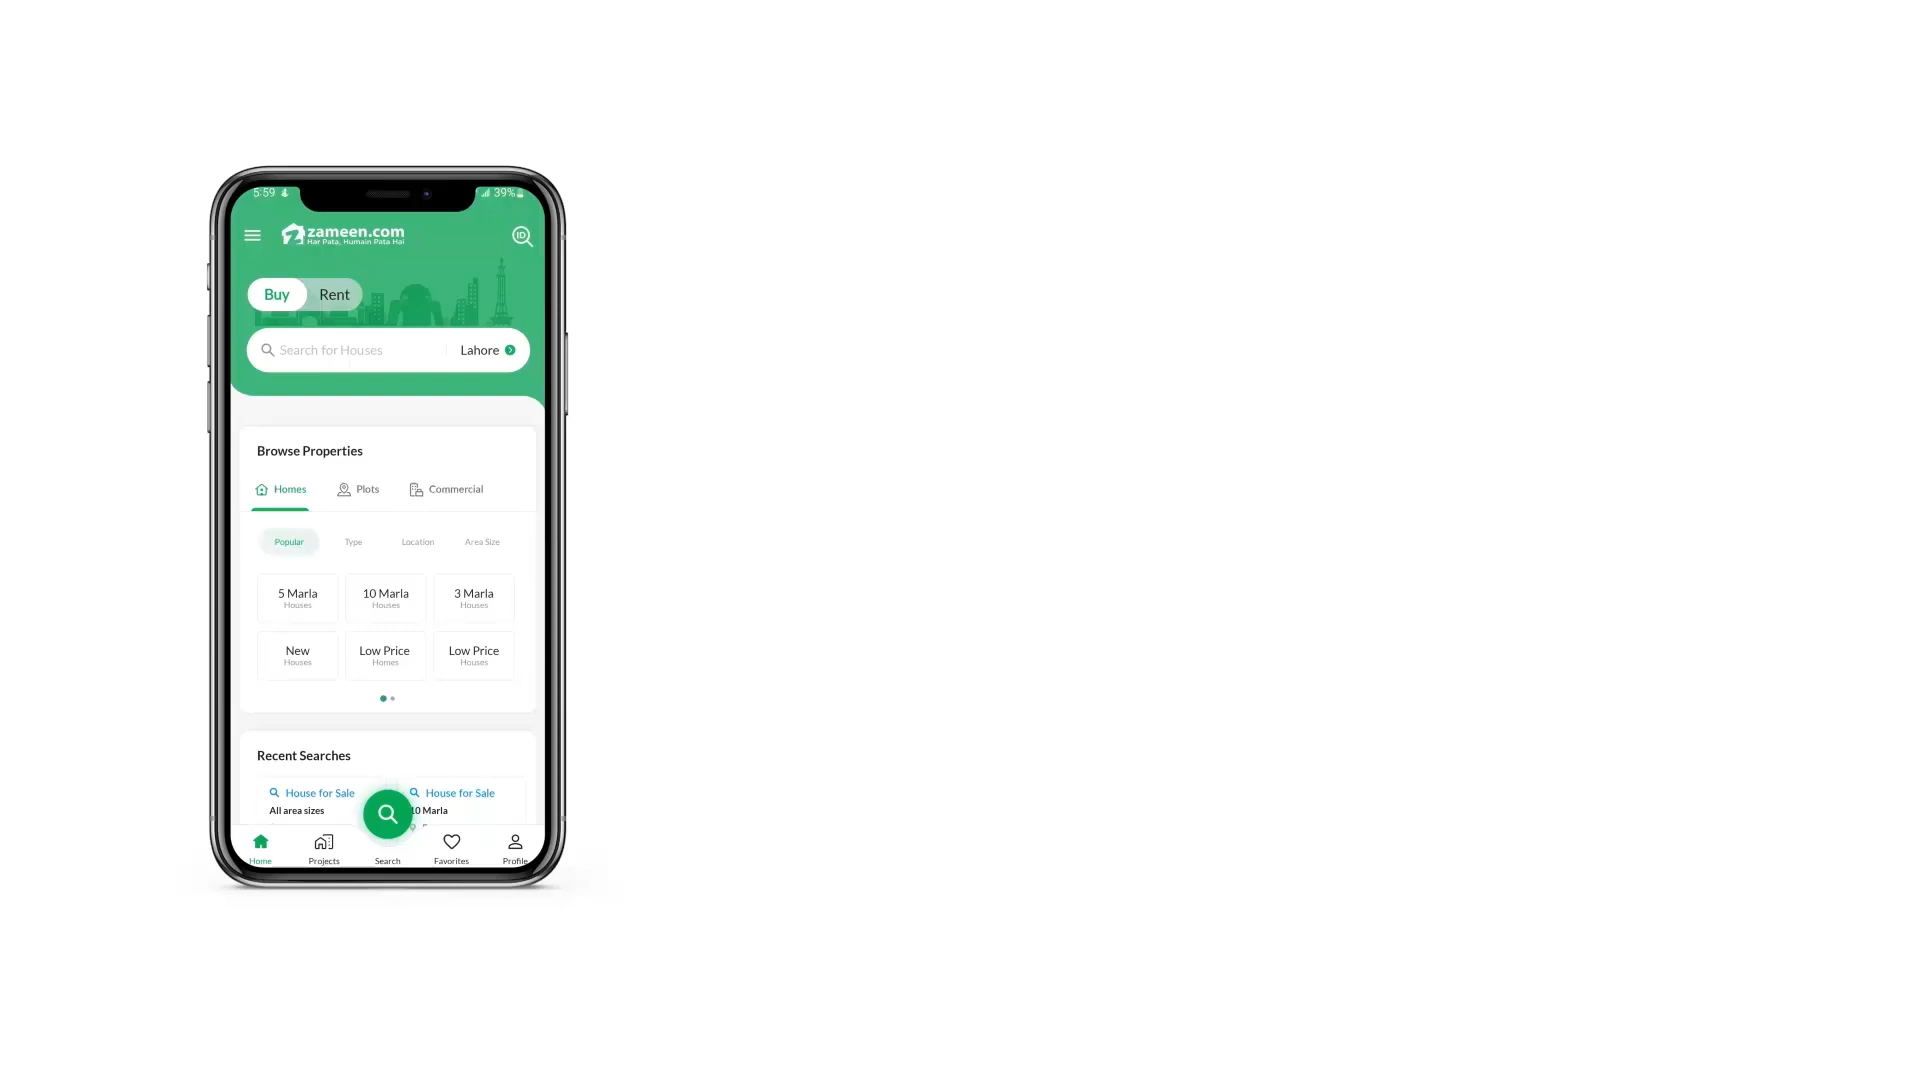 5:59
39%
zameen.com
Har Pata, Humain Pata Hai
ID
Buy Rent
Search for Houses Lahore
Browse Properties
Homes Plots Commercial
Popular Type Location Area Size
5 Marla 10 Marla 3 Marla
Houses Houses Houses
New Low Price Low Price
Houses Homes Houses
Recent Searches
House for Sale House for Sale
All area sizes 10 Marla
Home Projects Search Favorites Profile